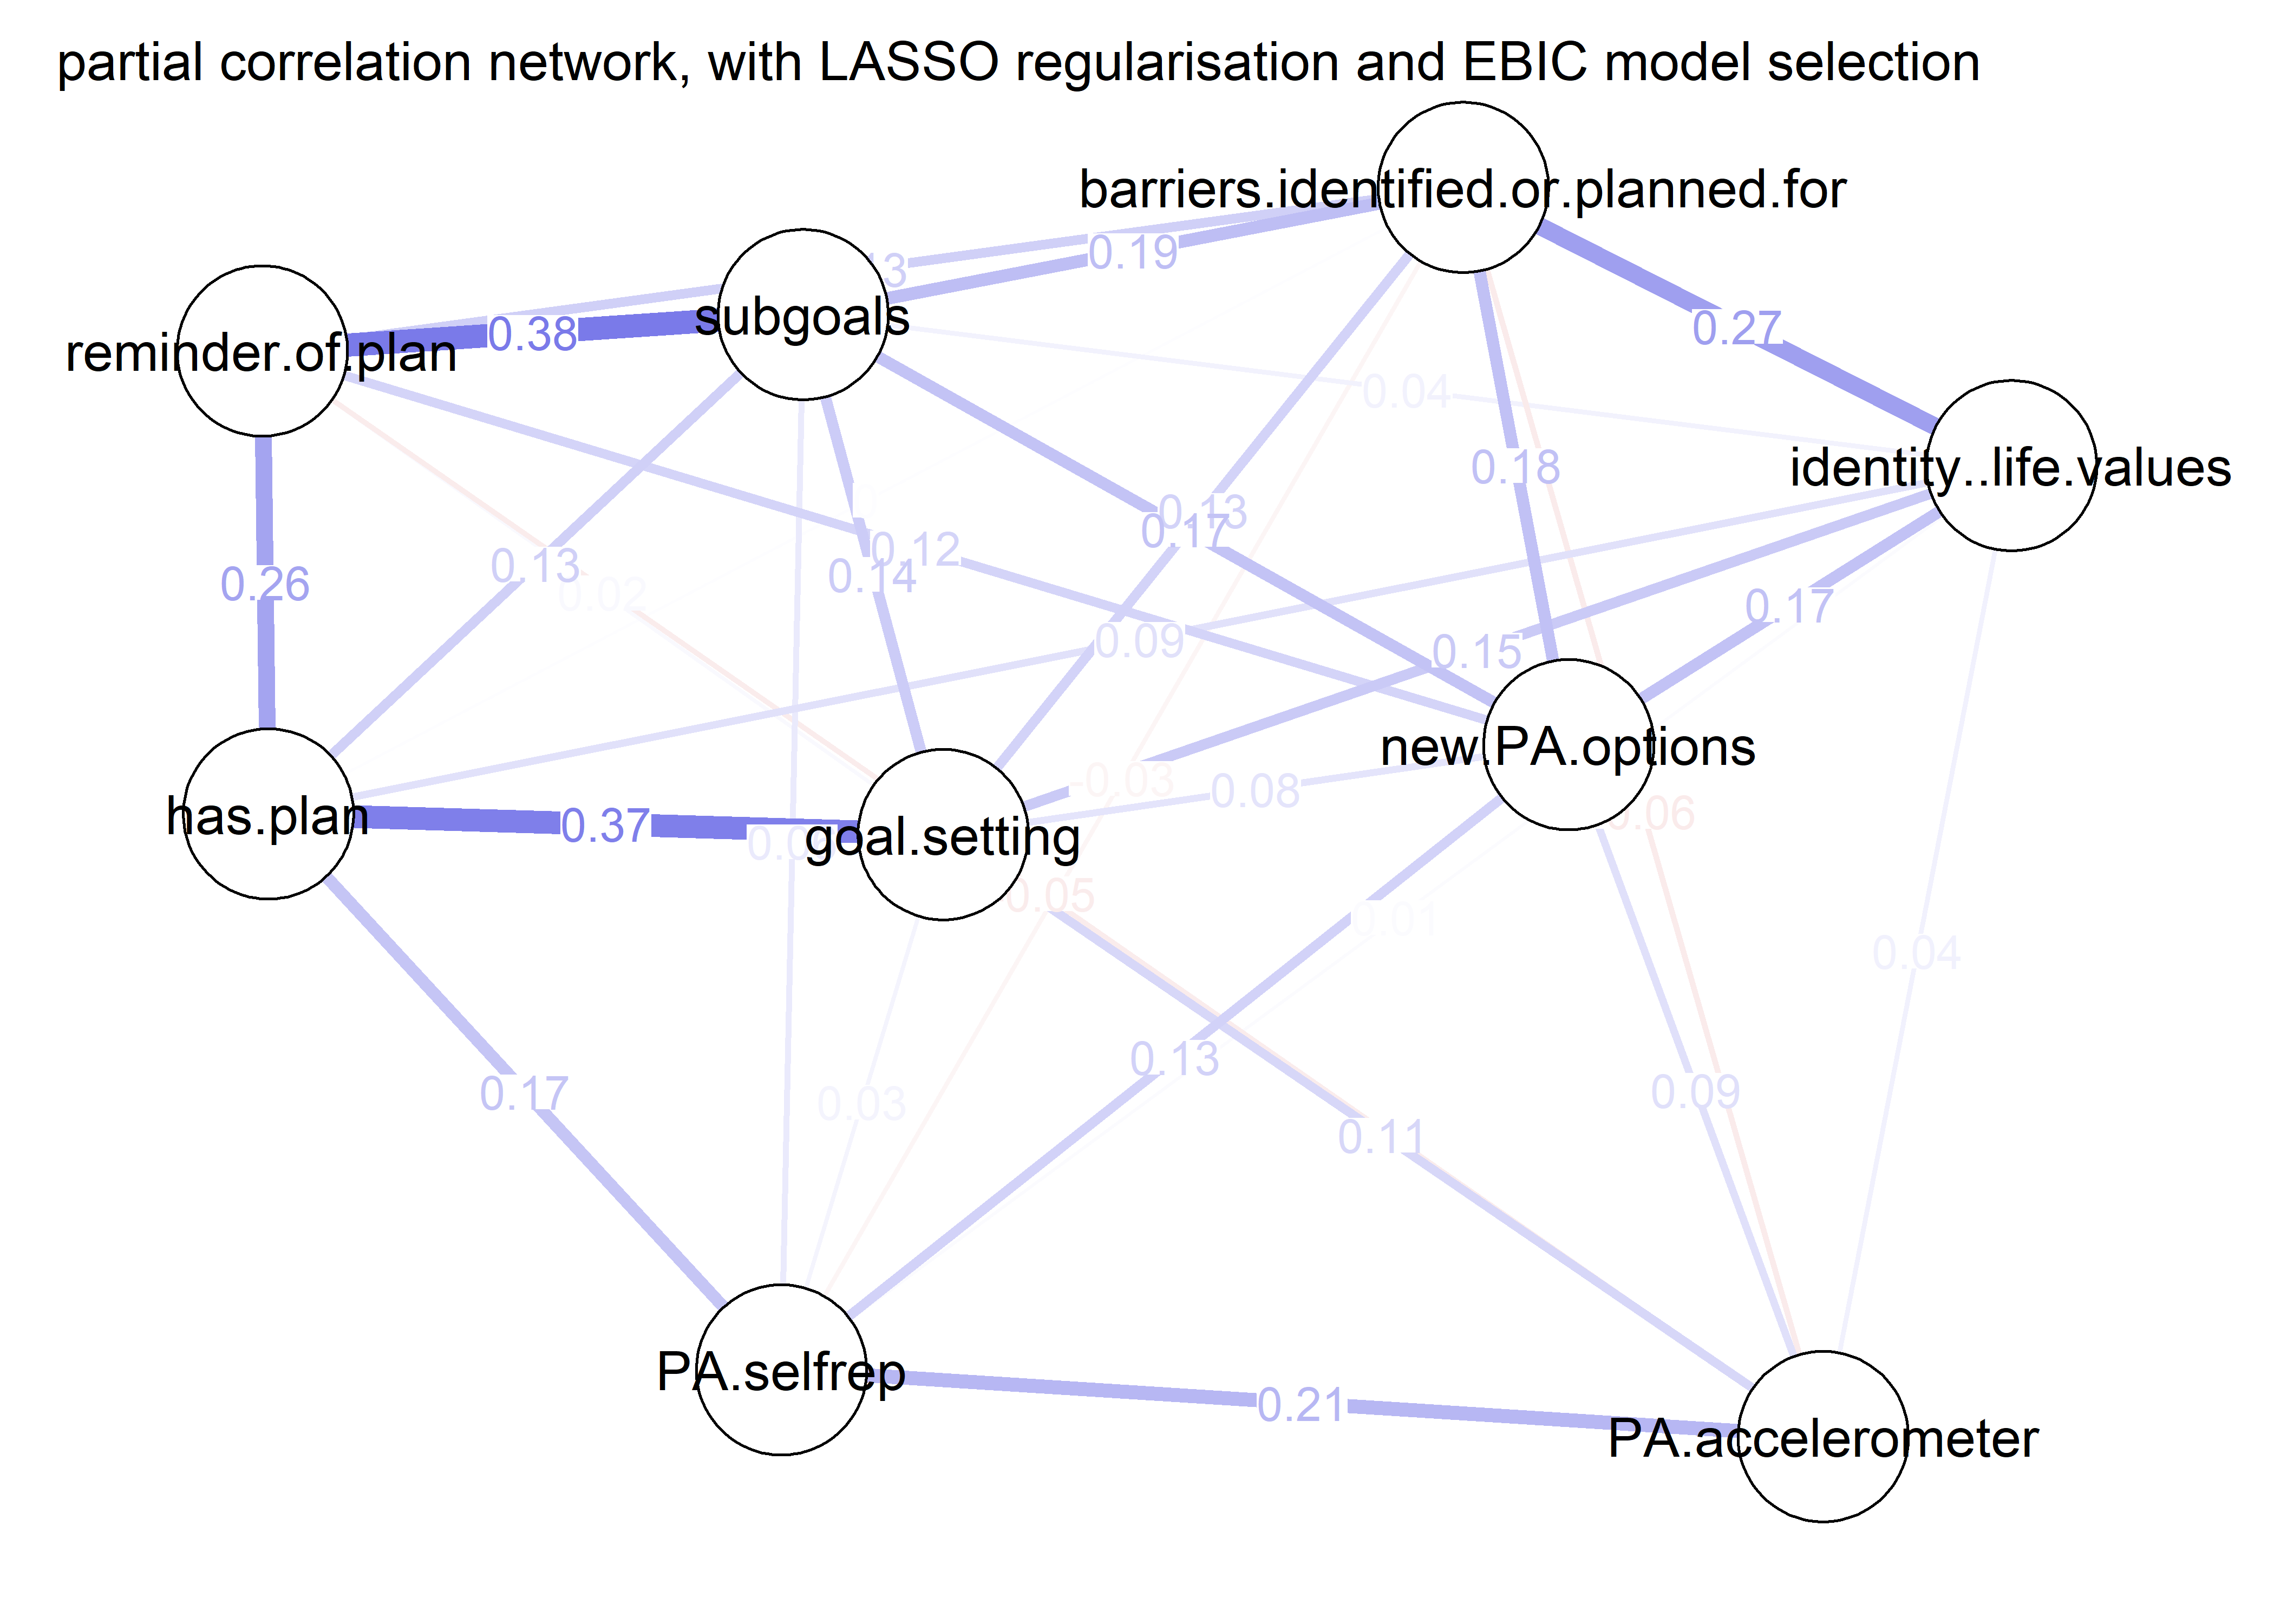 partial correlation network, with LASSO regularisation and EBIC model selection
barriers.identified.or.planned.for
0.19
subgoals
0.38
reminder.of.plan
0.27
0.04
identity..life.values
0.18
0.13
0.17
0.12
0.14
0.13
0.26
0.02
0.17
0.09
0.15
new.PA.options
-0.03
0.08
has.plan
0.37
goal.setting
0.01
0.04
0.13
0.09
0.17
0.03
0.11
PA.selfrep
0.21
PA.accelerometer